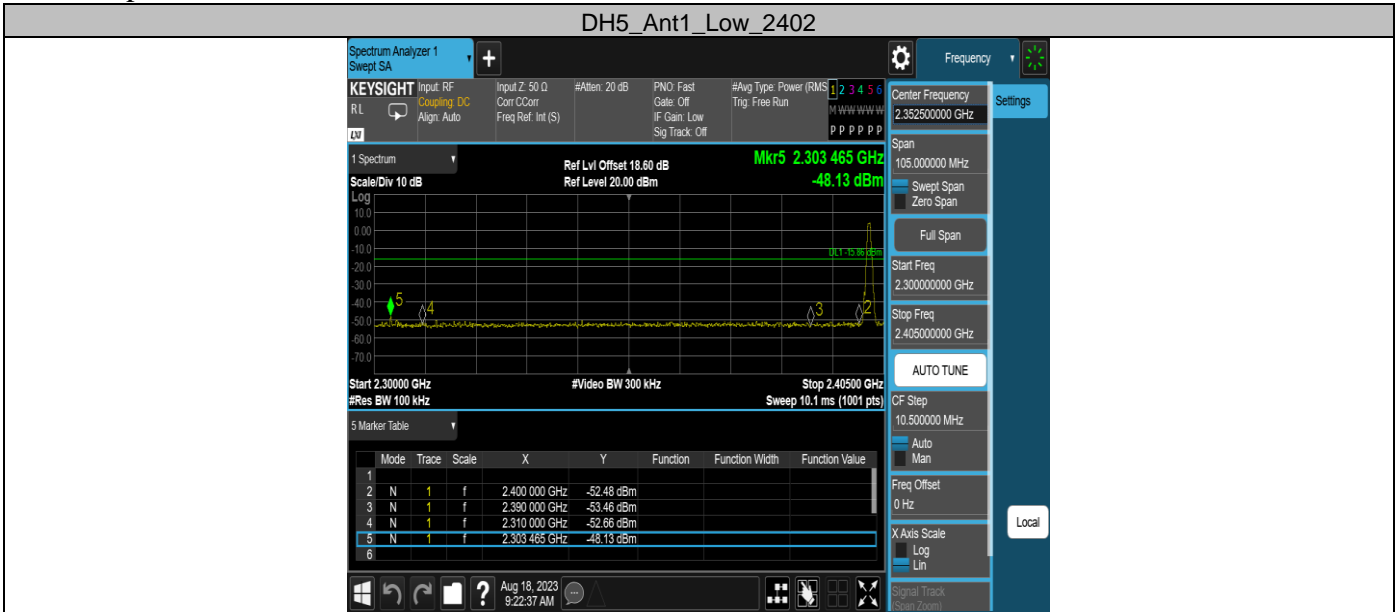 DH5_Ant1_Low_2402
Spectrum Analyzer 1
Swept SA
+
Frequency
KEYSIGHT
RL
LXI
Input: RF
Coupling: DC
Align: Auto
Input Z: 50 Ω
Corr CCorr
Freq Ref: Int (S)
#Atten: 20 dB
PNO: Fast
Gate: Off
IF Gain: Low
Sig Track: Off
#Avg Type: Power (RMS
Trig: Free Run
1 2 3 4 5 6
M W W W W W
P P P P P P
1 Spectrum
Scale/Div 10 dB
Ref Lvl Offset 18.60 dB
Ref Level 20.00 dBm
Mkr5 2.303 465 GHz
-48.13 dBm
Log
10.0
0.00
-10.0
-20.0
-30.0
-40.0
-50.0
-60.0
-70.0
DL1 -15.86 dBm
5
4
3
2
Start 2.30000 GHz
#Video BW 300 kHz
Stop 2.40500 GHz
#Res BW 100 kHz
Sweep 10.1 ms (1001 pts)
5 Marker Table
Mode Trace Scale X Y Function Function Width Function Value
1
2 N 1 f 2.400 000 GHz -52.48 dBm
3 N 1 f 2.390 000 GHz -53.46 dBm
4 N 1 f 2.310 000 GHz -52.66 dBm
5 N 1 f 2.303 465 GHz -48.13 dBm
6
?
Aug 18, 2023
9:22:37 AM
Center Frequency
2.352500000 GHz
Settings
Span
105.000000 MHz
Swept Span
Zero Span
Full Span
Start Freq
2.300000000 GHz
Stop Freq
2.405000000 GHz
AUTO TUNE
CF Step
10.500000 MHz
Auto
Man
Freq Offset
0 Hz
X Axis Scale
Log
Lin
Local
Signal Track
(Span Zoom)